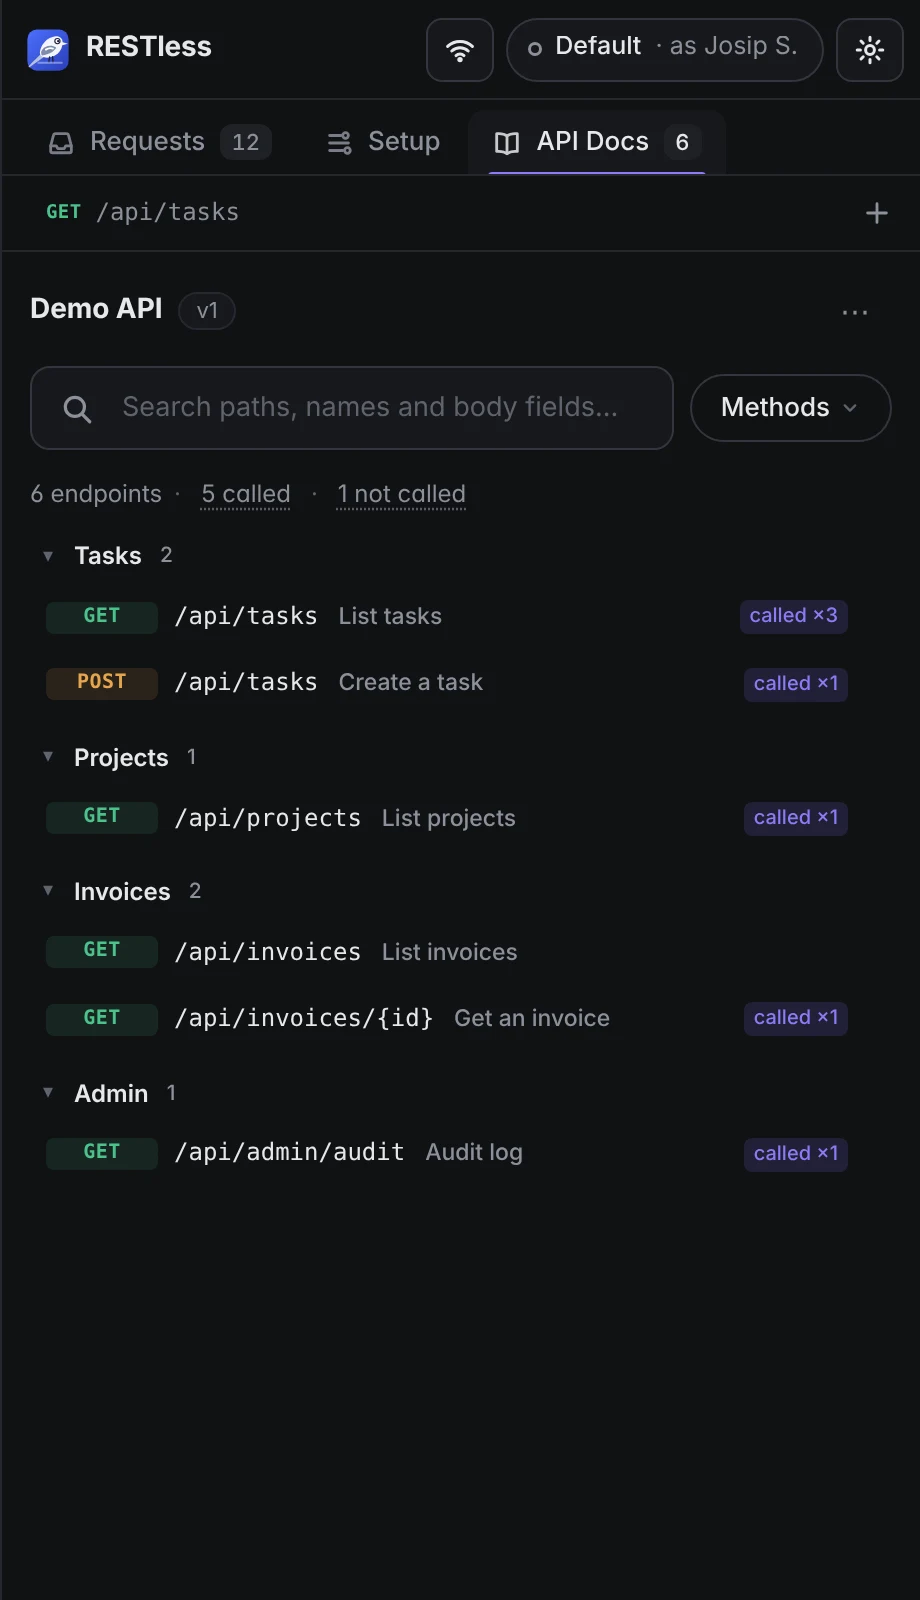 RESTless
Default · as Josip S.
Requests 12 Setup API Docs 6
GET /api/tasks
Demo API v1 ...
Search paths, names and body fields... Methods
6 endpoints · 5 called · 1 not called
Tasks 2
GET /api/tasks List tasks called ×3
POST /api/tasks Create a task called ×1
Projects 1
GET /api/projects List projects called ×1
Invoices 2
GET /api/invoices List invoices
GET /api/invoices/{id} Get an invoice called ×1
Admin 1
GET /api/admin/audit Audit log called ×1